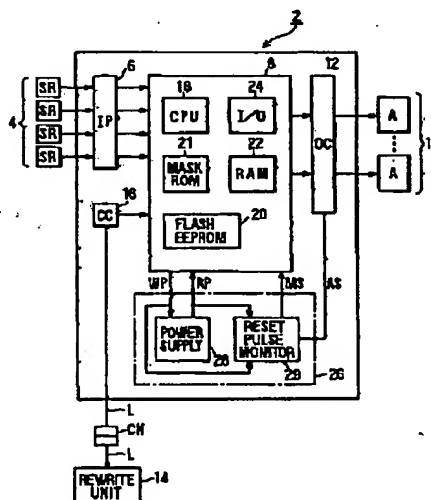 2
6
8
12
SR
SR
SR
SR
4
IP
18
CPU
24
I/O
21
MASK
ROM
22
RAM
OC
A
A
CC
16
FLASH
EEPROM
20
WP
RP
MS
AS
POWER
SUPPLY
28
RESET
PULSE
MONITOR
29
26
L
CN
L
REWRITE
UNIT
14